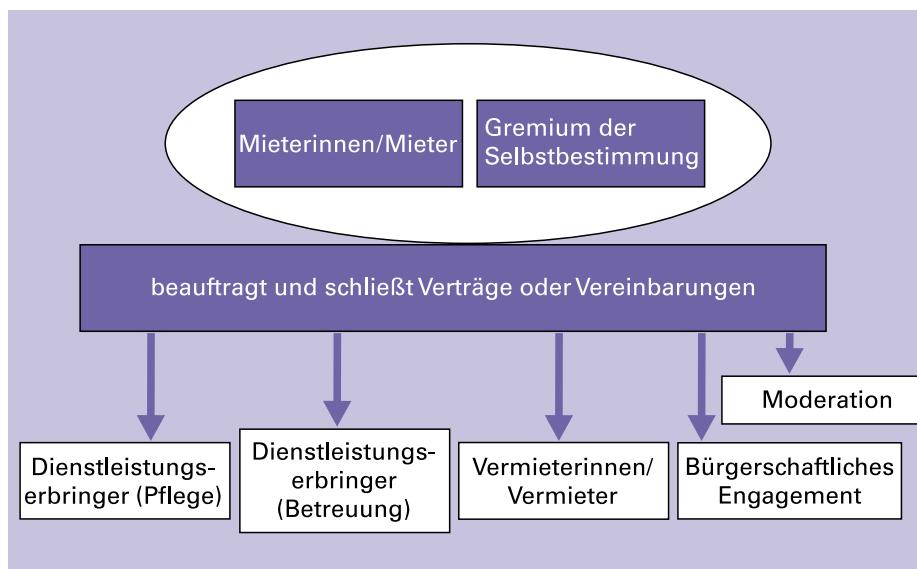 Mieterinnen/Mieter
Gremium der
Selbstbestimmung
beauftragt und schließt Verträge oder Vereinbarungen
Moderation
Dienstleistungs-
erbringer (Pflege)
Dienstleistungs-
erbringer
(Betreuung)
Vermieterinnen/
Vermieter
Bürgerschaftliches
Engagement